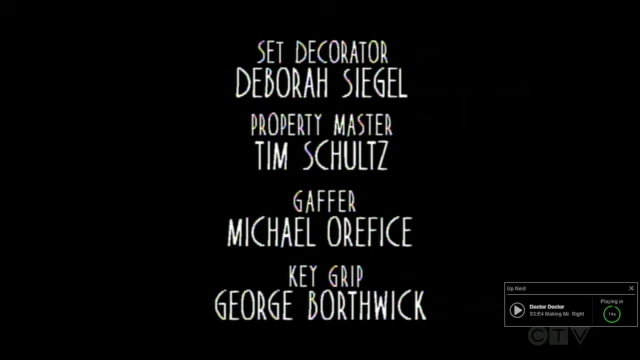 SET DECORATOR
DEBORAH SIEGEL
PROPERTY MASTER
TIM SCHULTZ
GAFFER
MICHAEL OREFICE
KEY GRIP
GEORGE BORTHWICK
Up Next
Doctor Doctor
S3:E4 Making Mr. Right
Playing in
14s
CTV